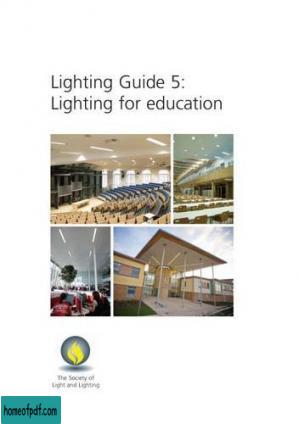 Lighting Guide 5:
Lighting for education
The Society of
Light and Lighting
homeofpdf.com